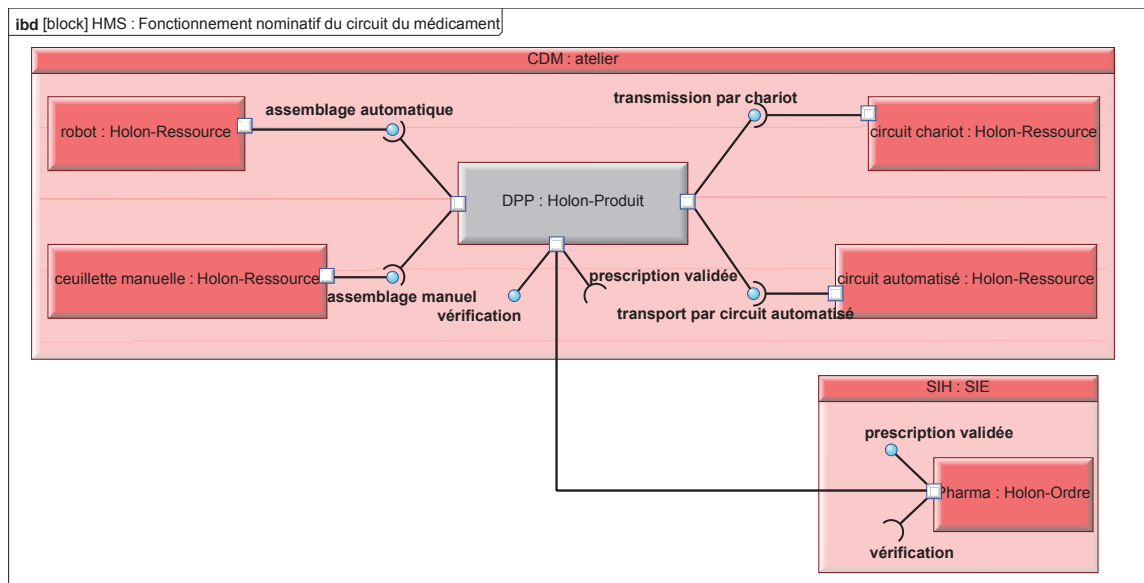 ibd [block] HMS : Fonctionnement nominatif du circuit du médicament
CDM : atelier
assemblage automatique
transmission par chariot
robot : Holon-Ressource
circuit chariot : Holon-Ressource
DPP : Holon-Produit
ceuillette manuelle : Holon-Ressource
prescription validée
circuit automatisé : Holon-Ressource
assemblage manuel
vérification
transport par circuit automatisé
SIH : SIE
prescription validée
Pharma : Holon-Ordre
vérification